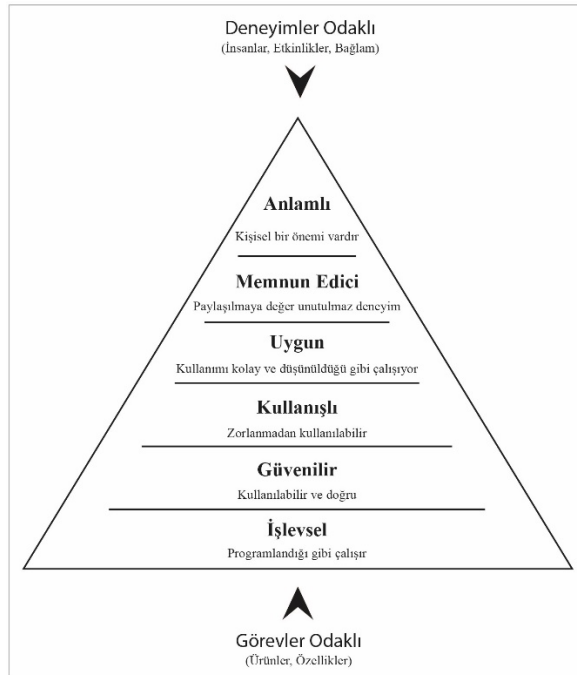 Deneyimler Odaklı
(İnsanlar, Etkinlikler, Bağlam)
Anlamlı
Kişisel bir önemi vardır
Memnun Edici
Paylaşılmaya değer unutulmaz deneyim
Uygun
Kullanımı kolay ve düşünüldüğü gibi çalışıyor
Kullanışlı
Zorlanmadan kullanılabilir
Güvenilir
Kullanılabilir ve doğru
İşlevsel
Programlandığı gibi çalışır
Görevler Odaklı
(Ürünler, Özellikler)